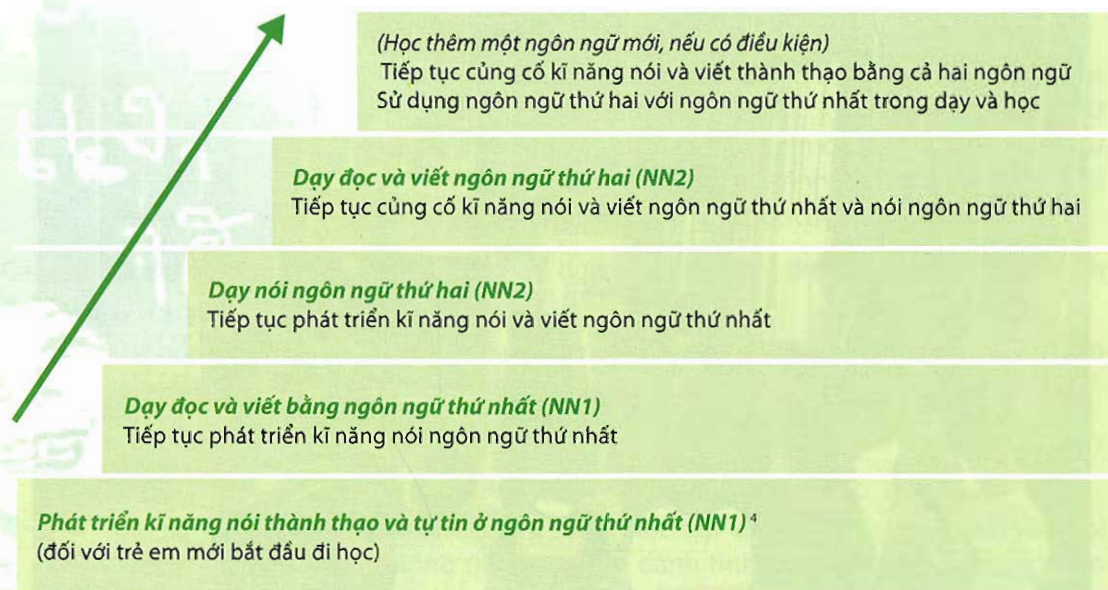 (Học thêm một ngôn ngữ mới, nếu có điều kiện)
Tiếp tục củng cố kĩ năng nói và viết thành thạo bằng cả hai ngôn ngữ
Sử dụng ngôn ngữ thứ hai với ngôn ngữ thứ nhất trong dạy và học
Dạy đọc và viết ngôn ngữ thứ hai (NN2)
Tiếp tục củng cố kĩ năng nói và viết ngôn ngữ thứ nhất và nói ngôn ngữ thứ hai
Dạy nói ngôn ngữ thứ hai (NN2)
Tiếp tục phát triển kĩ năng nói và viết ngôn ngữ thứ nhất
Dạy đọc và viết bằng ngôn ngữ thứ nhất (NN1)
Tiếp tục phát triển kĩ năng nói ngôn ngữ thứ nhất
Phát triển kĩ năng nói thành thạo và tự tin ở ngôn ngữ thứ nhất (NN1) 4
(đối với trẻ em mới bắt đầu đi học)